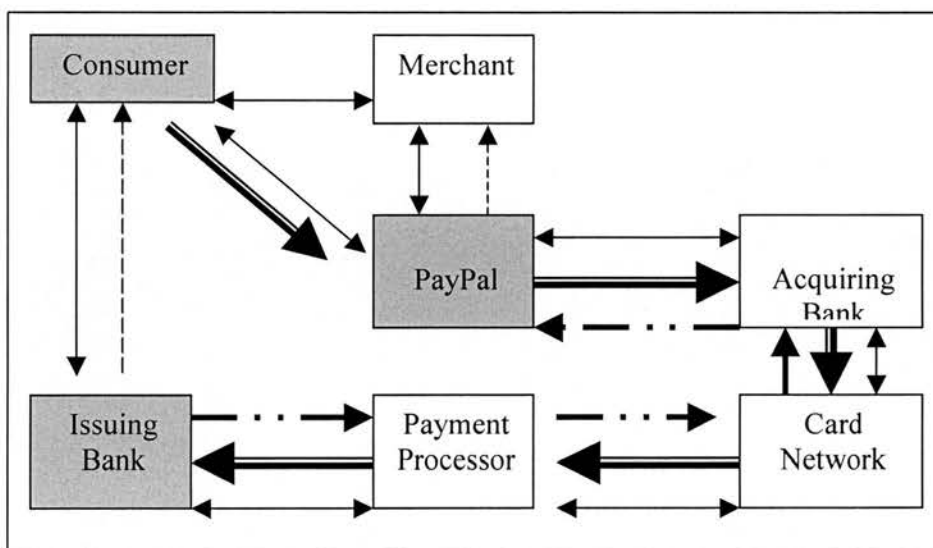 Consumer
Merchant
PayPal
Acquiring
Bank
Issuing
Bank
Payment
Processor
Card
Network